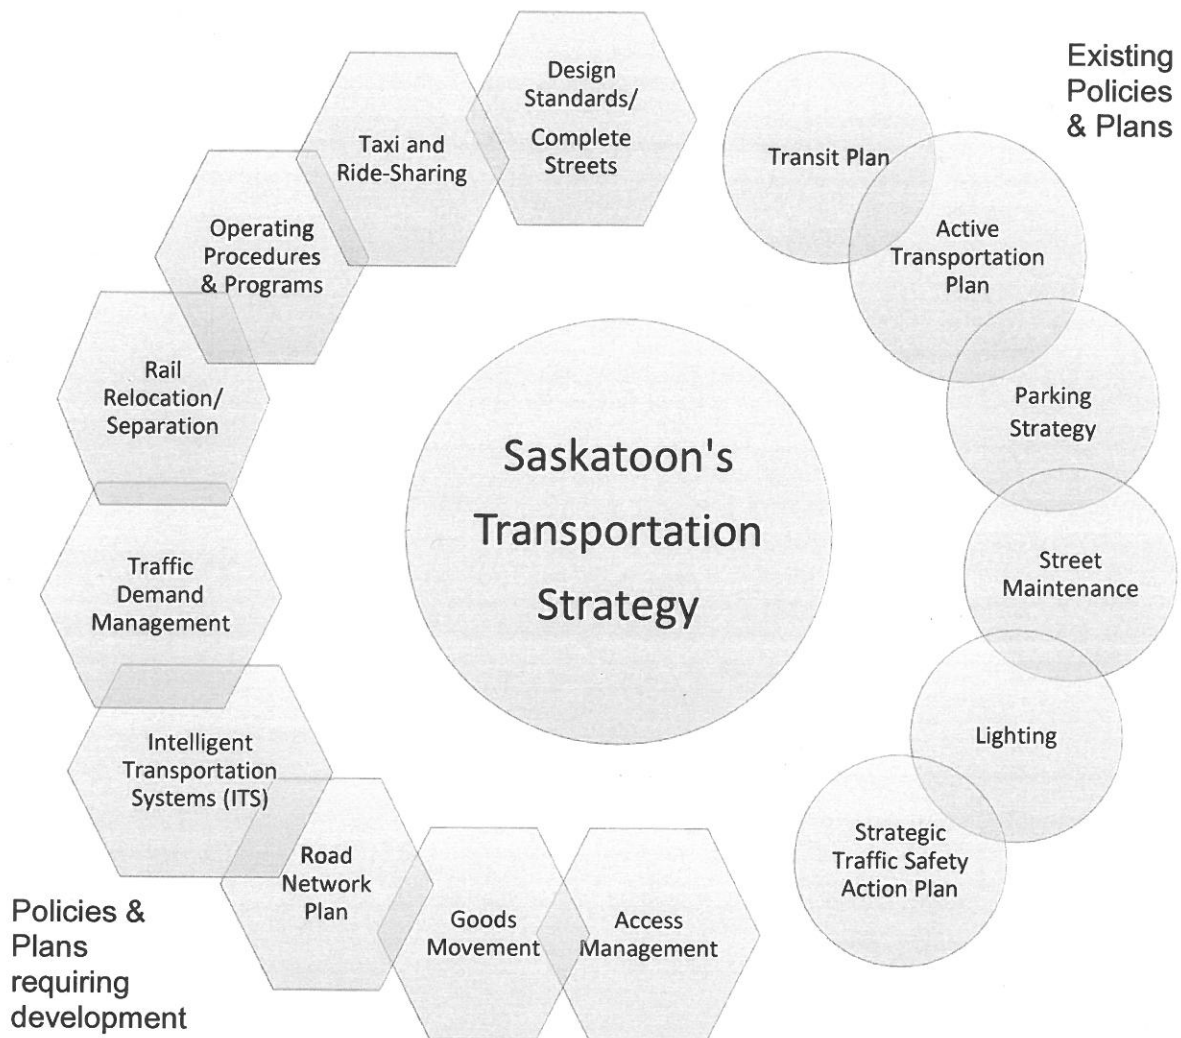 Existing
Policies
& Plans
Design
Standards/
Complete
Streets
Taxi and
Ride-Sharing
Operating
Procedures
& Programs
Rail
Relocation/
Separation
Traffic
Demand
Management
Intelligent
Transportation
Systems (ITS)
Road
Network
Plan
Goods
Movement
Access
Management
Transit Plan
Active
Transportation
Plan
Parking
Strategy
Street
Maintenance
Lighting
Strategic
Traffic Safety
Action Plan
Saskatoon's
Transportation
Strategy
Policies &
Plans
requiring
development